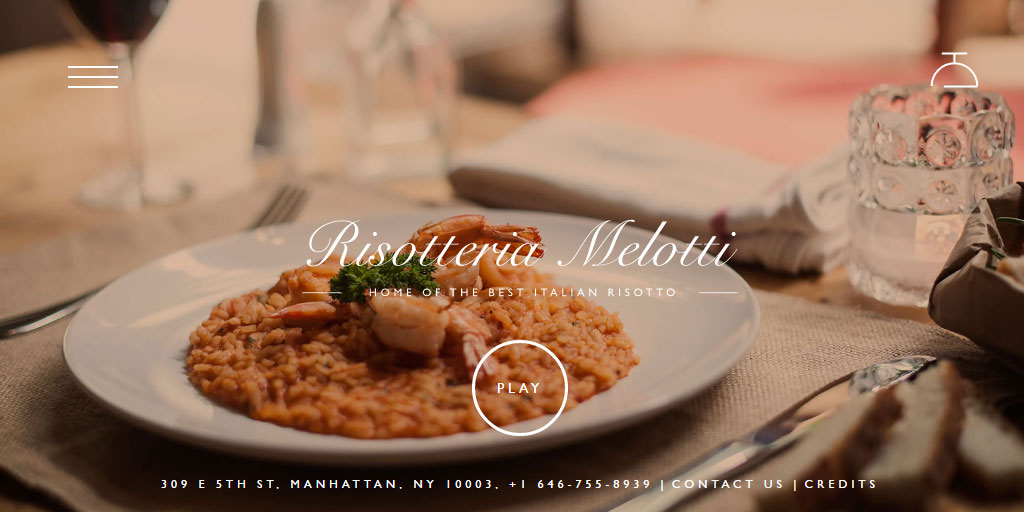 Risotteria Melotti
HOME OF THE BEST ITALIAN RISOTTO
PLAY
309 E 5TH ST, MANHATTAN, NY 10003, +1 646-755-8939 | CONTACT US | CREDITS